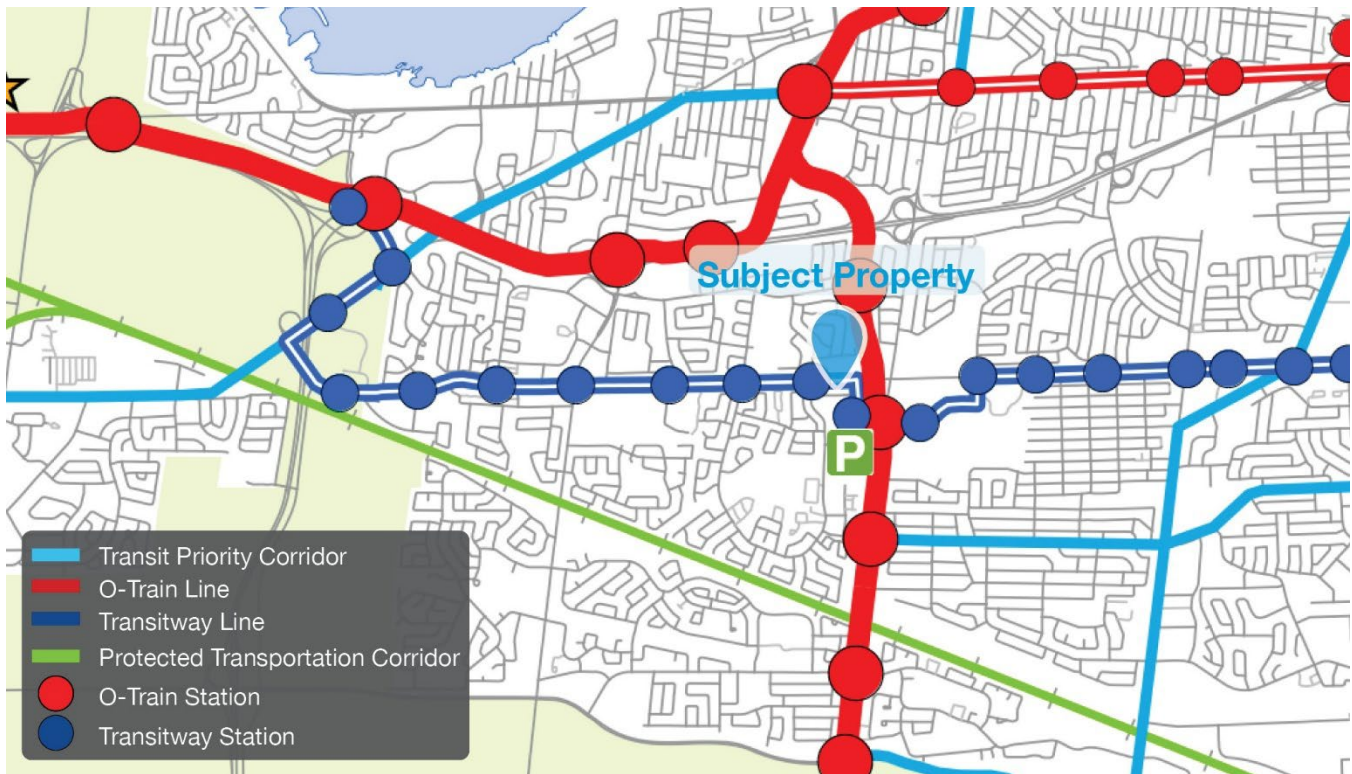 Subject Property
P
Transit Priority Corridor
O-Train Line
Transitway Line
Protected Transportation Corridor
O-Train Station
Transitway Station